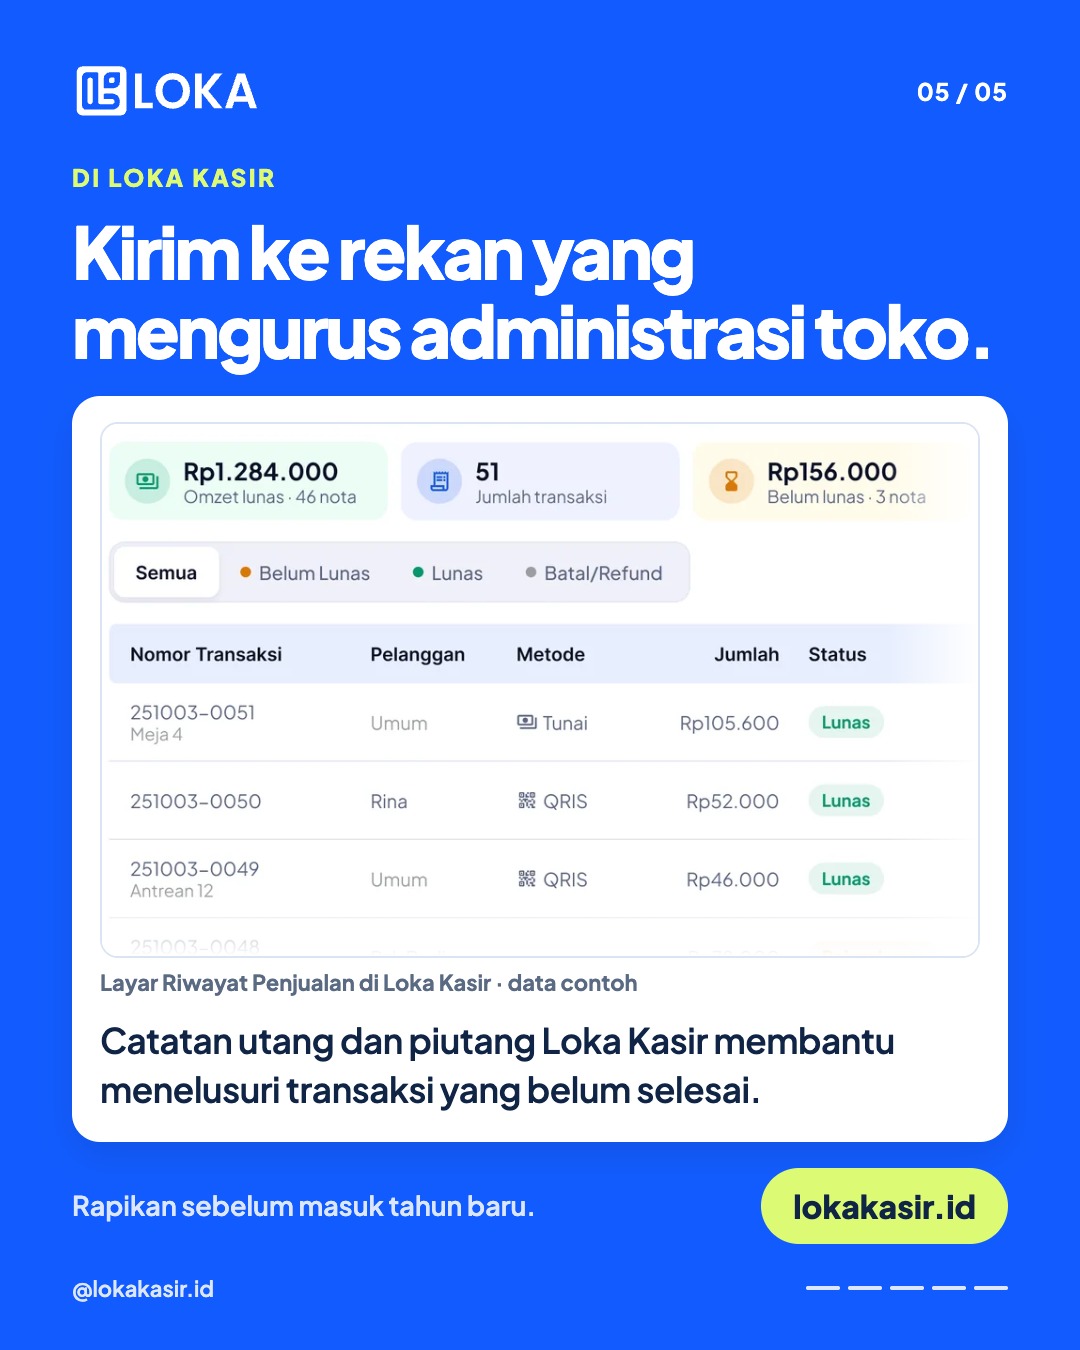 LOKA
05 / 05
DI LOKA KASIR
Kirim ke rekan yang
mengurus administrasi toko.
Rp1.284.000
Omzet lunas · 46 nota
51
Jumlah transaksi
Rp156.000
Belum lunas · 3 nota
Semua
Belum Lunas
Lunas
Batal/Refund
Nomor Transaksi Pelanggan Metode Jumlah Status
251003-0051 Umum Tunai Rp105.600 Lunas
Meja 4
251003-0050 Rina QRIS Rp52.000 Lunas
251003-0049 Umum QRIS Rp46.000 Lunas
Antrean 12
251003-0048
Layar Riwayat Penjualan di Loka Kasir · data contoh
Catatan utang dan piutang Loka Kasir membantu
menelusuri transaksi yang belum selesai.
Rapikan sebelum masuk tahun baru.
lokakasir.id
@lokakasir.id